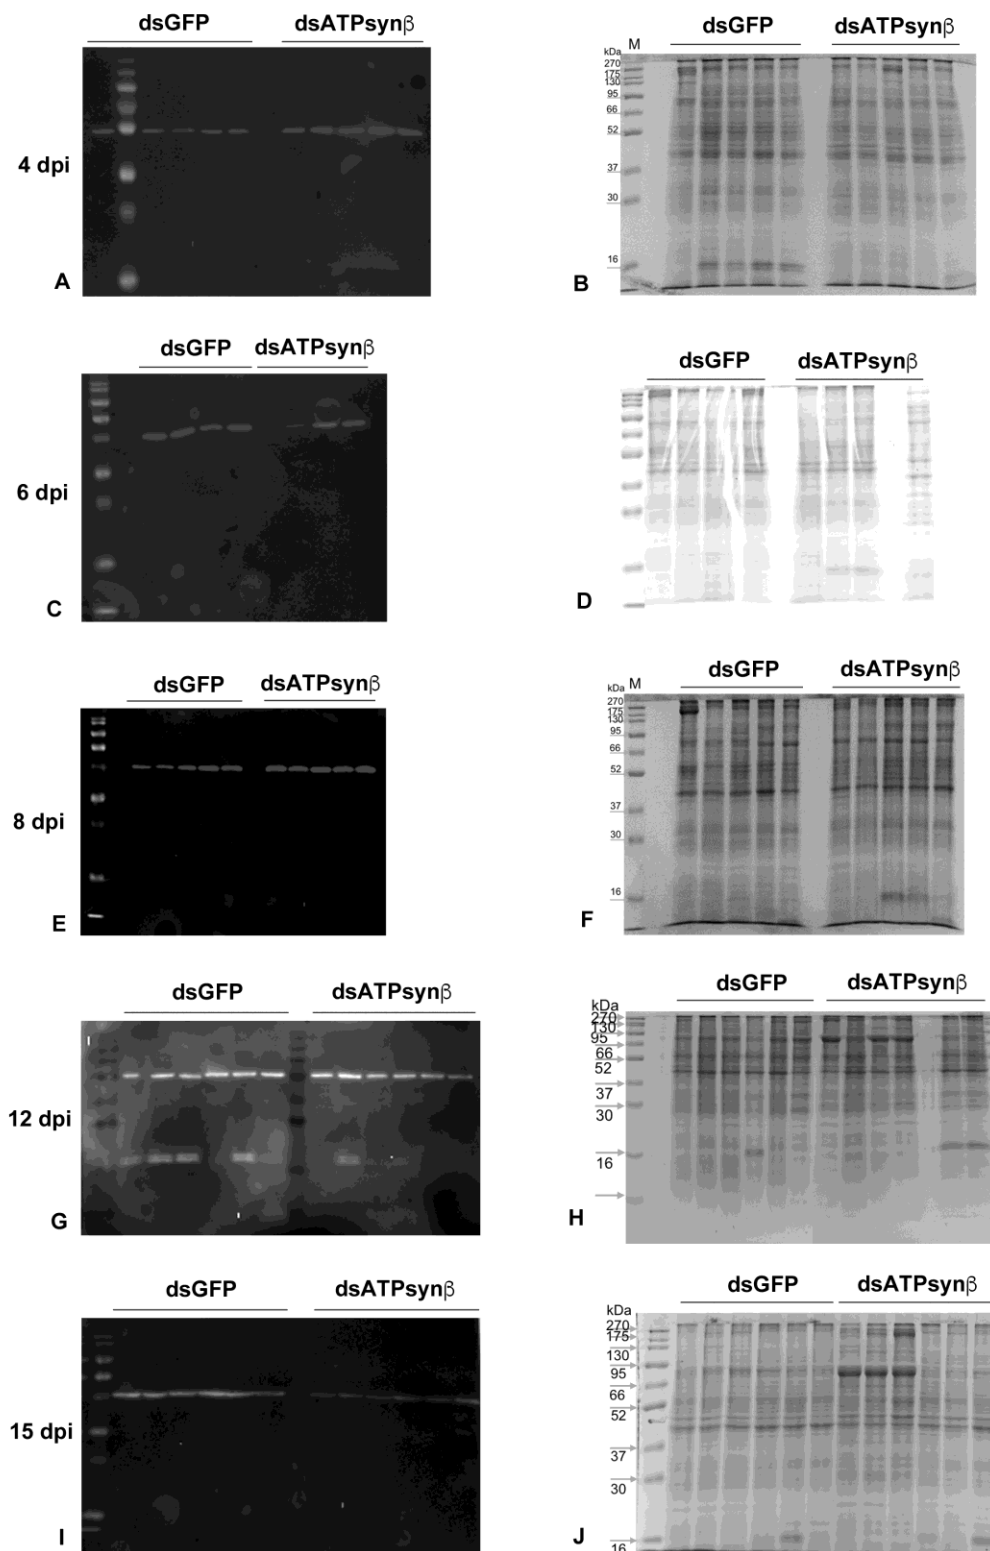 dsGFP dsATPsynβ
4 dpi
A
dsGFP dsATPsynβ
kDa M
270
175
130
95
66
52
37
30
16
B
dsGFP dsATPsynβ
6 dpi
C
dsGFP dsATPsynβ
D
dsGFP dsATPsynβ
8 dpi
E
dsGFP dsATPsynβ
kDa M
270
175
130
95
66
52
37
30
16
F
dsGFP dsATPsynβ
12 dpi
G
dsGFP dsATPsynβ
kDa
270
130
95
66
52
37
30
16
H
dsGFP dsATPsynβ
15 dpi
I
dsGFP dsATPsynβ
kDa
270
175
130
95
66
52
37
30
16
J